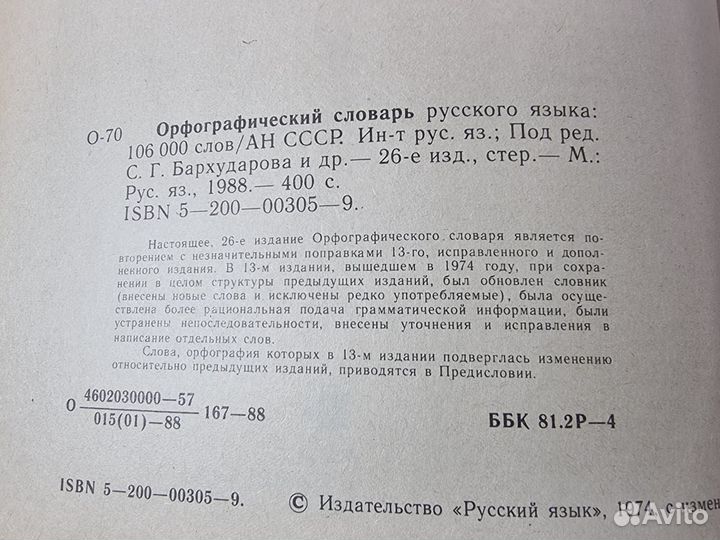 О-70
Орфографический словарь русского языка:
106 000 слов/АН СССР. Ин-т рус. яз.; Под ред.
С. Г. Бархударова и др.— 26-е изд., стер.— М.:
Рус. яз., 1988.— 400 с.
ISBN 5—200—00305—9.
Настоящее, 26-е издание Орфографического словаря является по-
вторением с незначительными поправками 13-го, исправленного и допол-
ненного издания. В 13-м издании, вышедшем в 1974 году, при сохра-
нении в целом структуры предыдущих изданий, был обновлен словник
(внесены новые слова и исключены редко употребляемые), была осуще-
ствлена более рациональная подача грамматической информации, были
устранены непоследовательности, внесены уточнения и исправления в
написание отдельных слов.
Слова, орфография которых в 13-м издании подверглась изменению
относительно предыдущих изданий, приводятся в Предисловии.
О 4602030000—57
015(01)—88
167—88
ББК 81.2Р—4
ISBN 5—200—00305—9.
© Издательство «Русский язык», 1974, с измен
Avito